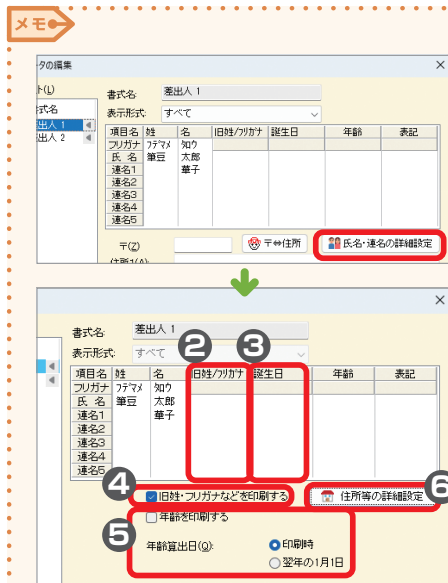 メモ
タの編集
×
ト(L)
書式名: 差出人 1
式名
表示形式: すべて
出人 1
出人 2
項目名 姓 名 旧姓/フリガナ 誕生日 年齢 表記
フリガナ フデマメ 知ウ
氏 名 筆豆 太郎
連名1 華子
連名2
連名3
連名4
連名5
〒(Z) 〒⇔住所 氏名・連名の詳細設定
住所1(A)
×
書式名: 差出人 1
表示形式: すべて
2 3
項目名 姓 名 旧姓/フリガナ 誕生日 年齢 表記
フリガナ フデマメ 知ウ
氏 名 筆豆 太郎
連名1 華子
連名2
連名3
連名4
連名5
4 旧姓・フリガナなどを印刷する 住所等の詳細設定 6
5 年齢を印刷する
年齢算出日(Q): 印刷時
翌年の1月1日